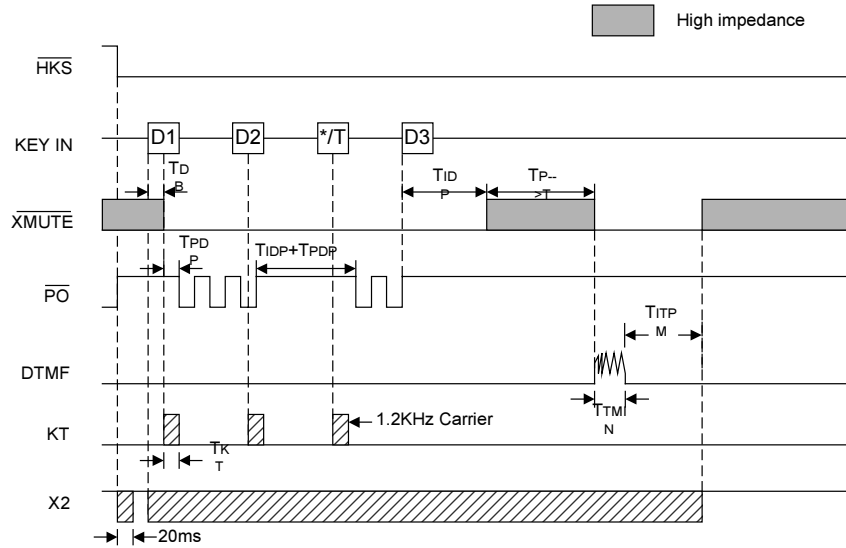 High impedance
HKS
KEY IN
D1
D2
*/T
D3
TD
B
TID
P
TP--
>T
XMUTE
TPD
P
TIDP+TPDP
PO
TITP
M
DTMF
TTMI
N
1.2KHz Carrier
KT
TK
T
X2
20ms